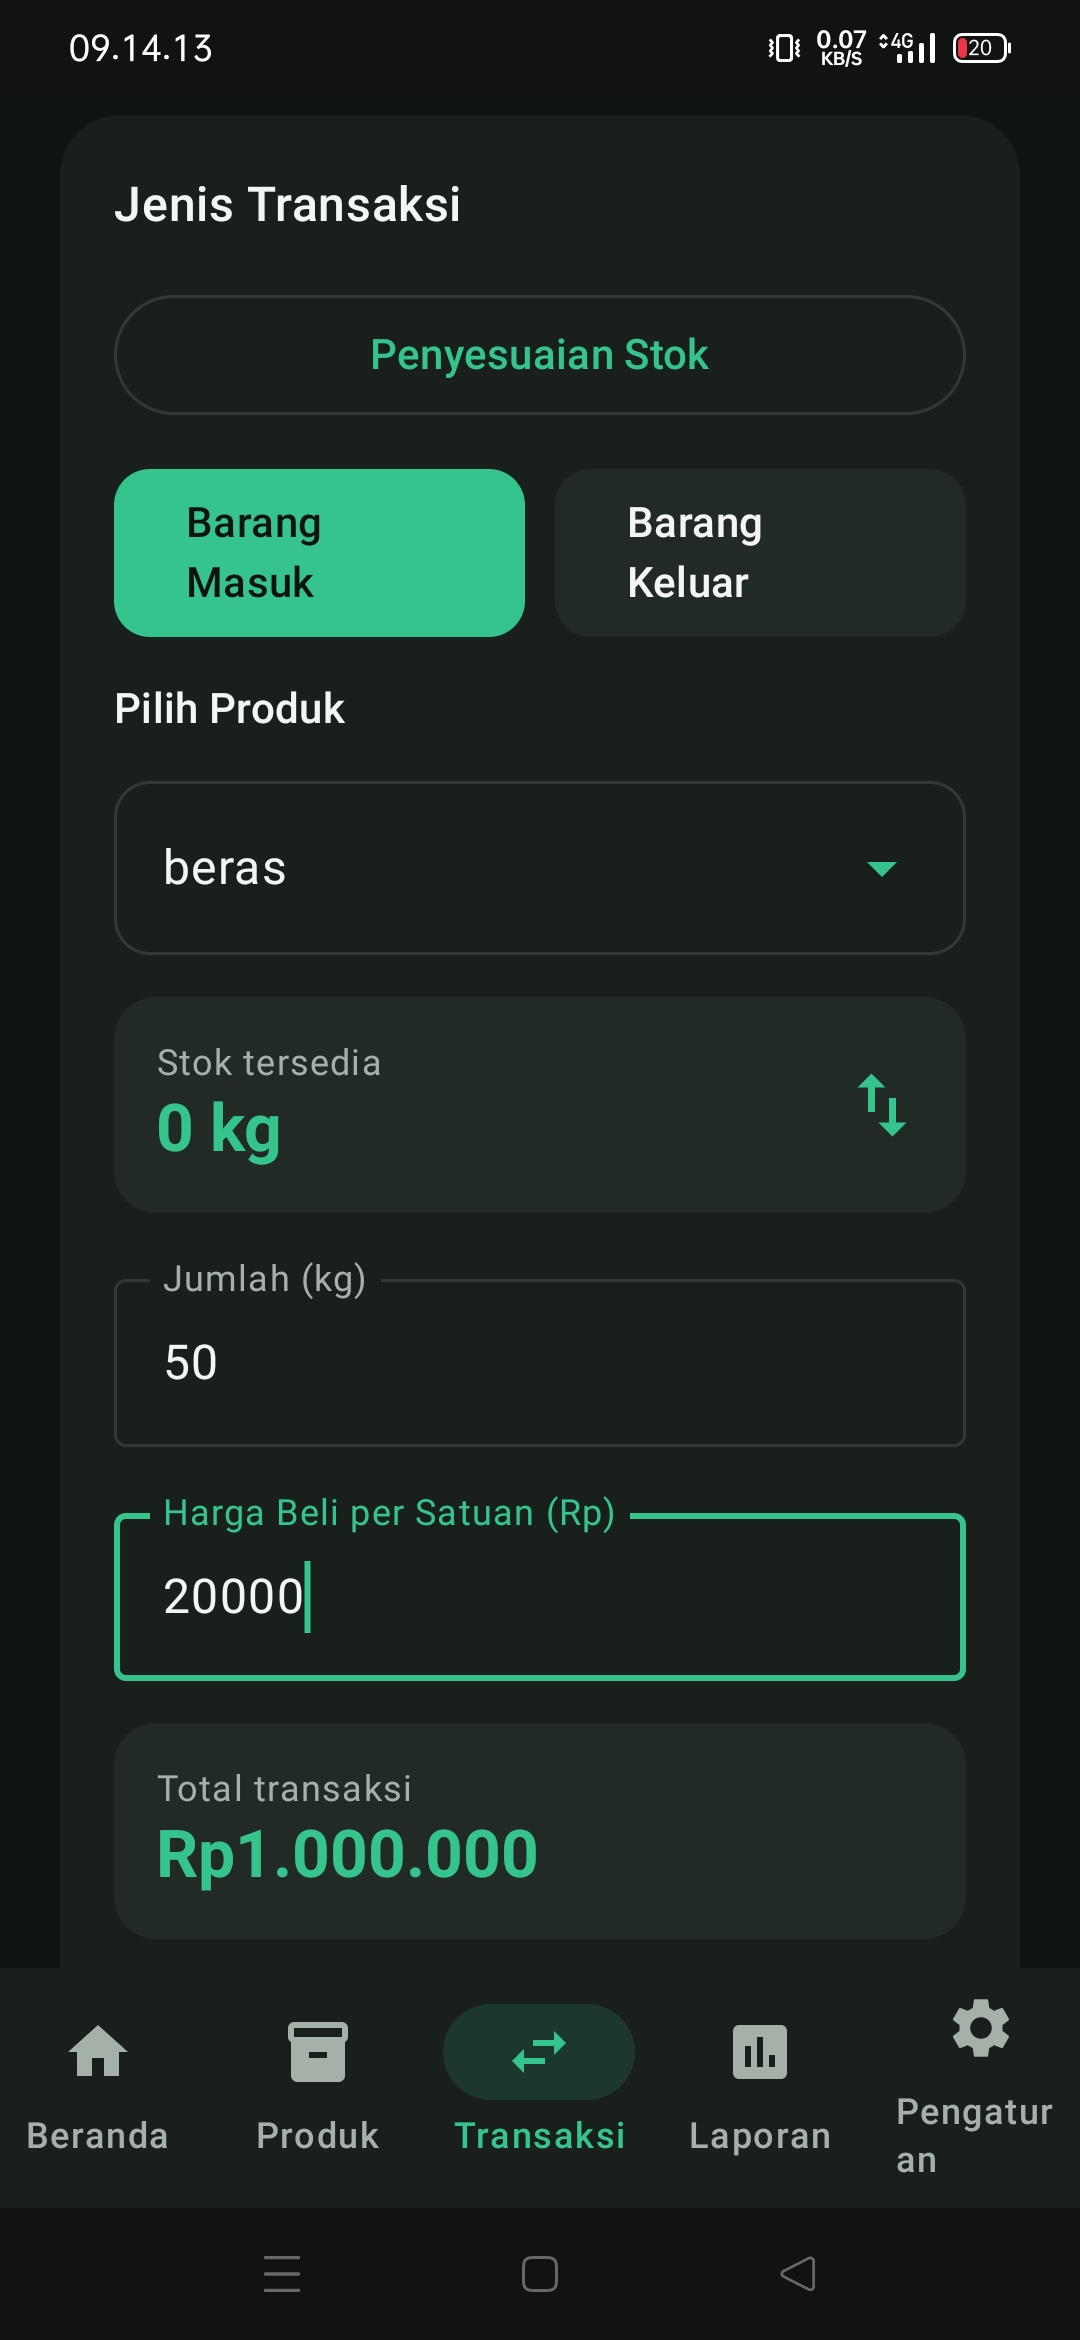 09.14.13
0.07
KB/S
4G
20
Jenis Transaksi
Penyesuaian Stok
Barang
Masuk
Barang
Keluar
Pilih Produk
beras
Stok tersedia
0 kg
Jumlah (kg)
50
Harga Beli per Satuan (Rp)
20000
Total transaksi
Rp1.000.000
Beranda
Produk
Transaksi
Laporan
Pengatur
an